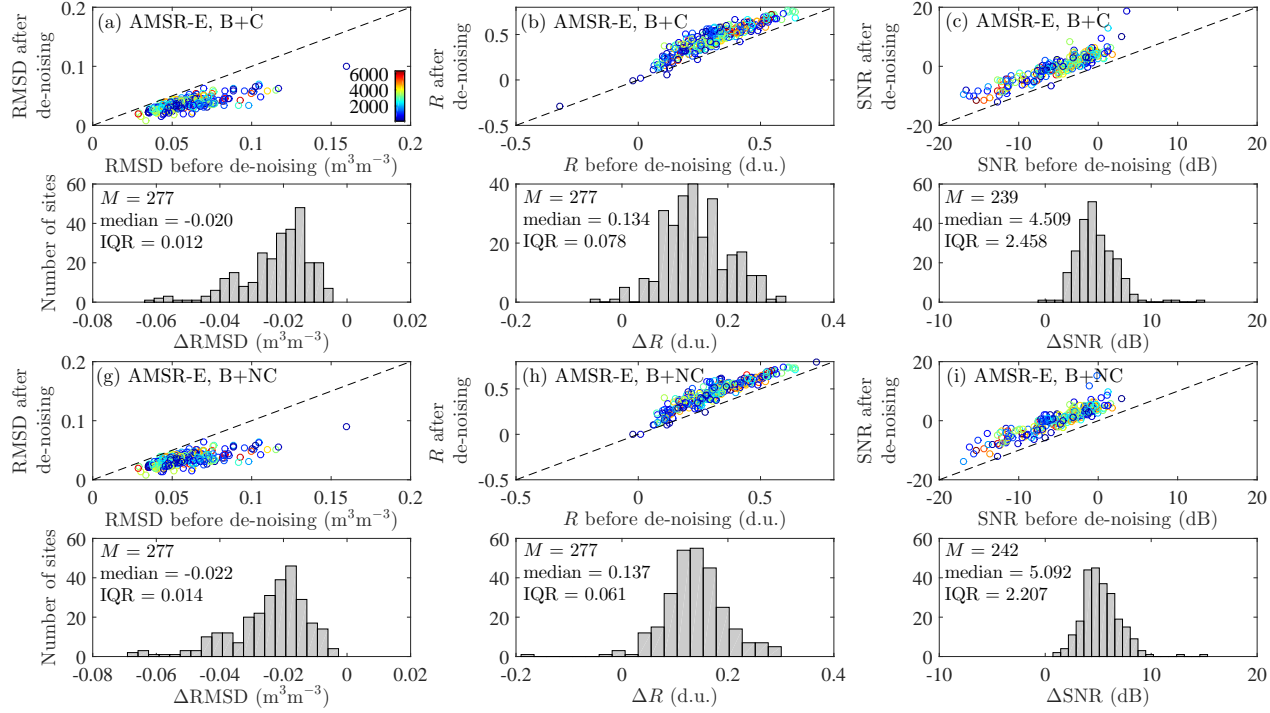 (a) AMSR-E, B+C
RMSD after
de-noising
0.2
0.1
0
6000
4000
2000
0 0.05 0.1 0.15 0.2
RMSD before de-noising (m³m⁻³)
(b) AMSR-E, B+C
R after
de-noising
0.5
0
-0.5
-0.5 0 0.5
R before de-noising (d.u.)
(c) AMSR-E, B+C
SNR after
de-noising
20
0
-20
-20 -10 0 10 20
SNR before de-noising (dB)
Number of sites
60
40
20
0
M = 277
median = -0.020
IQR = 0.012
-0.08 -0.06 -0.04 -0.02 0 0.02
ΔRMSD (m³m⁻³)
40
20
0
M = 277
median = 0.134
IQR = 0.078
-0.2 0 0.2 0.4
ΔR (d.u.)
60
40
20
0
M = 239
median = 4.509
IQR = 2.458
-10 0 10 20
ΔSNR (dB)
(g) AMSR-E, B+NC
RMSD after
de-noising
0.2
0.1
0
0 0.05 0.1 0.15 0.2
RMSD before de-noising (m³m⁻³)
(h) AMSR-E, B+NC
R after
de-noising
0.5
0
-0.5
-0.5 0 0.5
R before de-noising (d.u.)
(i) AMSR-E, B+NC
SNR after
de-noising
20
0
-20
-20 -10 0 10 20
SNR before de-noising (dB)
Number of sites
60
40
20
0
M = 277
median = -0.022
IQR = 0.014
-0.08 -0.06 -0.04 -0.02 0 0.02
ΔRMSD (m³m⁻³)
60
40
20
0
M = 277
median = 0.137
IQR = 0.061
-0.2 0 0.2 0.4
ΔR (d.u.)
60
40
20
0
M = 242
median = 5.092
IQR = 2.207
-10 0 10 20
ΔSNR (dB)